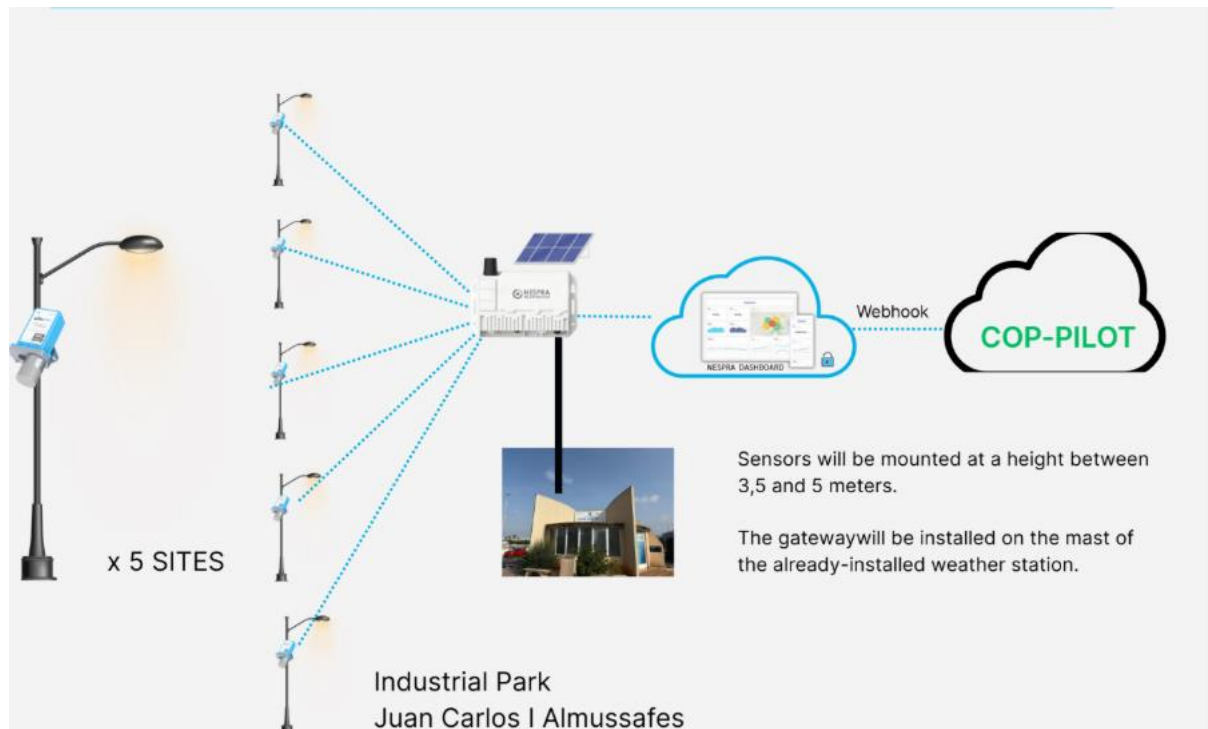 NESPRA
Webhook
COP-PILOT
NESPRA DASHBOARD
Sensors will be mounted at a height between
3,5 and 5 meters.
The gatewaywill be installed on the mast of
the already-installed weather station.
x 5 SITES
Industrial Park
Juan Carlos I Almussafes